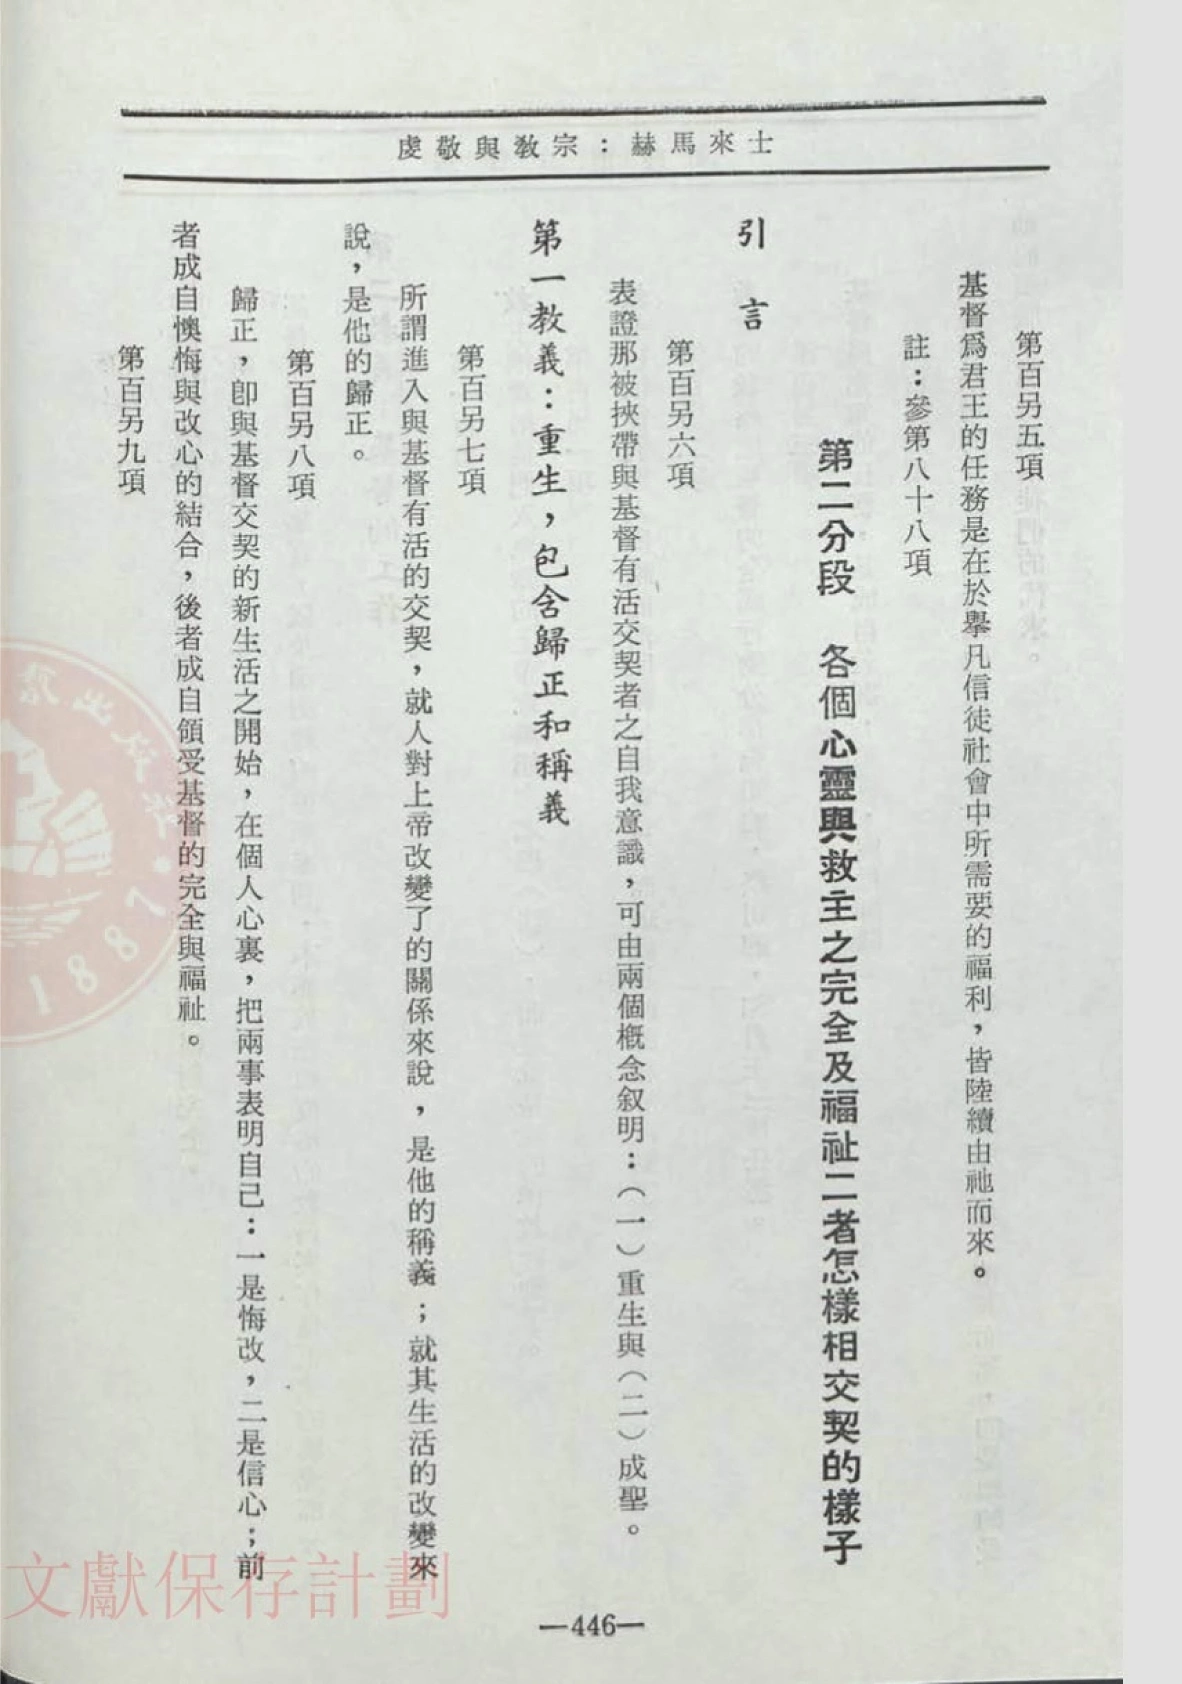 士來馬赫：宗教與敬虔
第百另五項
基督爲君王的任務是在於擧凡信徒社會中所需要的福利，皆陸續由祂而來。
註：參第八十八項
第二分段　各個心靈與救主之完全及福祉二者怎樣相交契的樣子
引　言
第百另六項
表證那被挾帶與基督有活交契者之自我意識，可由兩個概念叙明：（一）重生與（二）成聖。
第一教義：重生，包含歸正和稱義
第百另七項
所謂進入與基督有活的交契，就人對上帝改變了的關係來說，是他的稱義；就其生活的改變來
說，是他的歸正。
第百另八項
歸正，卽與基督交契的新生活之開始，在個人心裏，把兩事表明自己：一是悔改，二是信心；前
者成自懊悔與改心的結合，後者成自領受基督的完全與福祉。
第百另九項
—446—
文獻保存計劃
1887